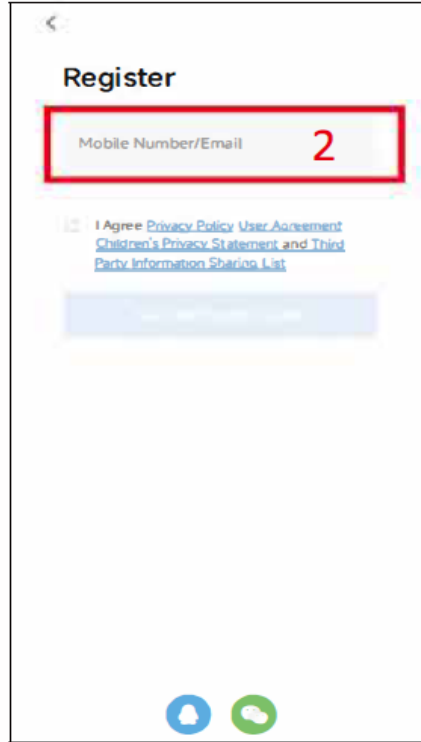 Register
Mobile Number/Email
2
I Agree Privacy Policy User Agreement
Children's Privacy Statement and Third
Party Information Sharing List